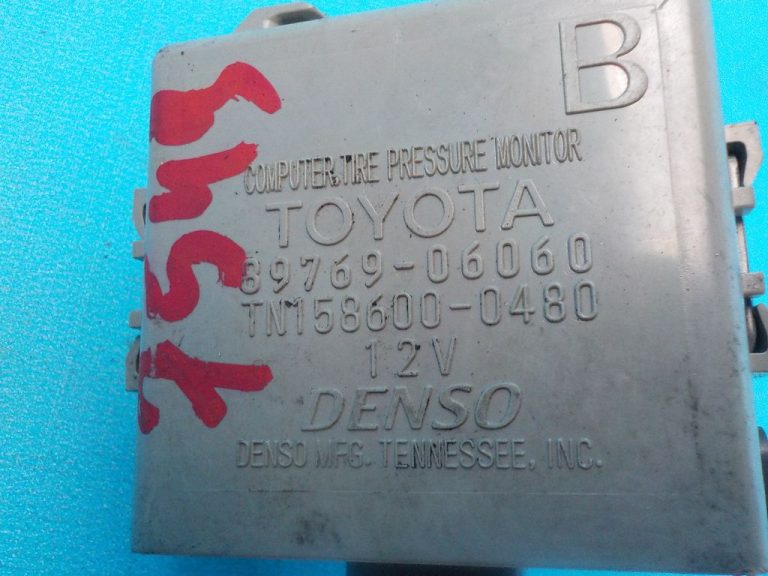 B
COMPUTER, TIRE PRESSURE MONITOR
TOYOTA
89769-06060
TN158600-0480
12V
DENSO
DENSO MFG. TENNESSEE, INC.